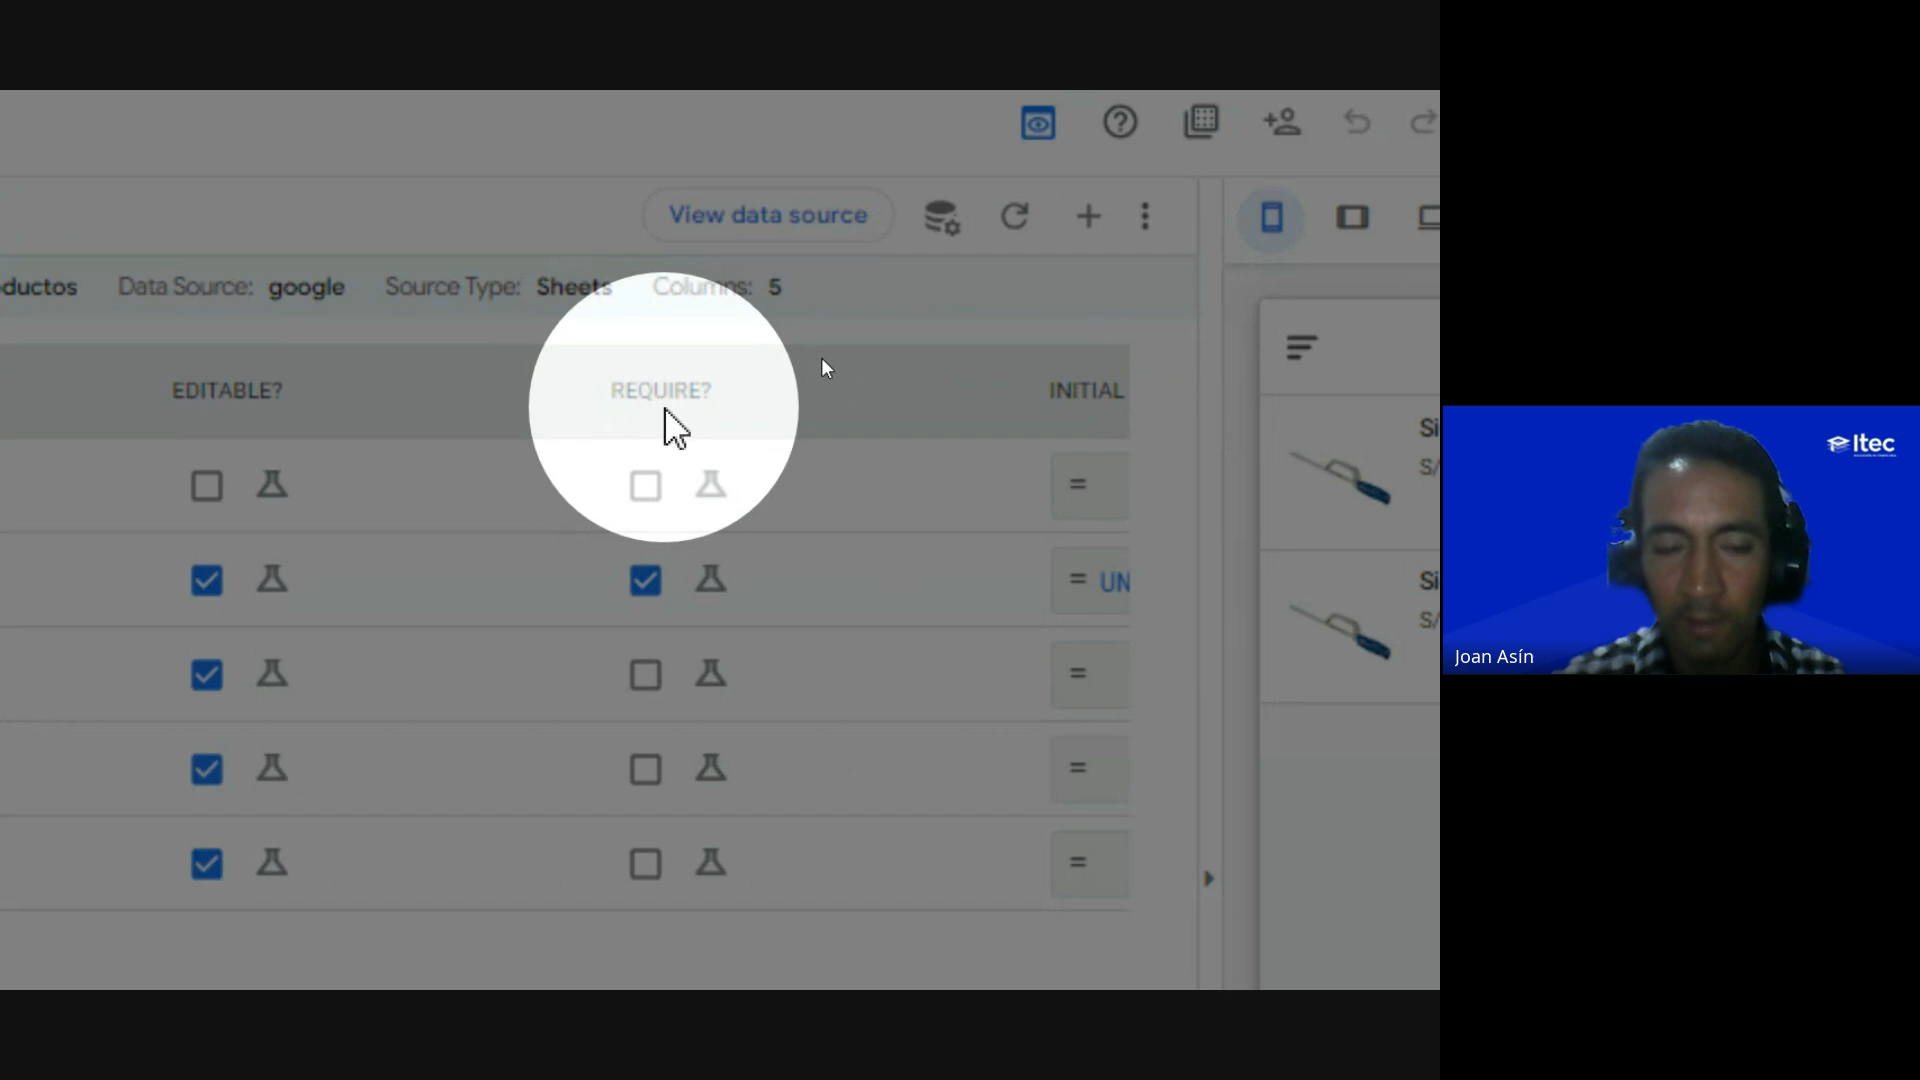 View data source
ductos Data Source: google Source Type: Sheets Columns: 5
EDITABLE? REQUIRE? INITIAL
=
= UN
=
=
=
Si
S/
Si
S/
Itec
Joan Asín